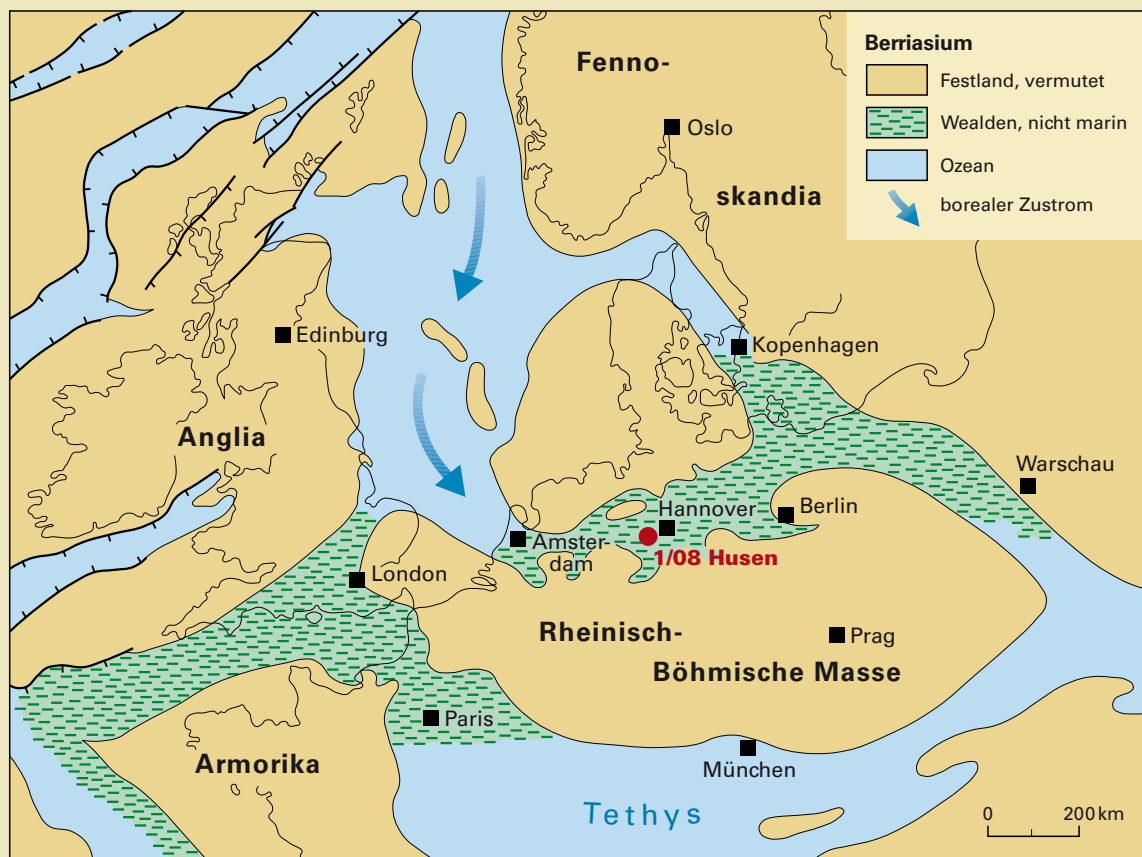 Fenno-
skandia
Oslo
Berriasium
Festland, vermutet
Wealden, nicht marin
Ozean
borealer Zustrom
Edinburg
Kopenhagen
Anglia
Warschau
Hannover
Berlin
Amster-
dam
1/08 Husen
London
Rheinisch-
Böhmische Masse
Prag
Paris
Armorika
München
Tethys
0 200 km